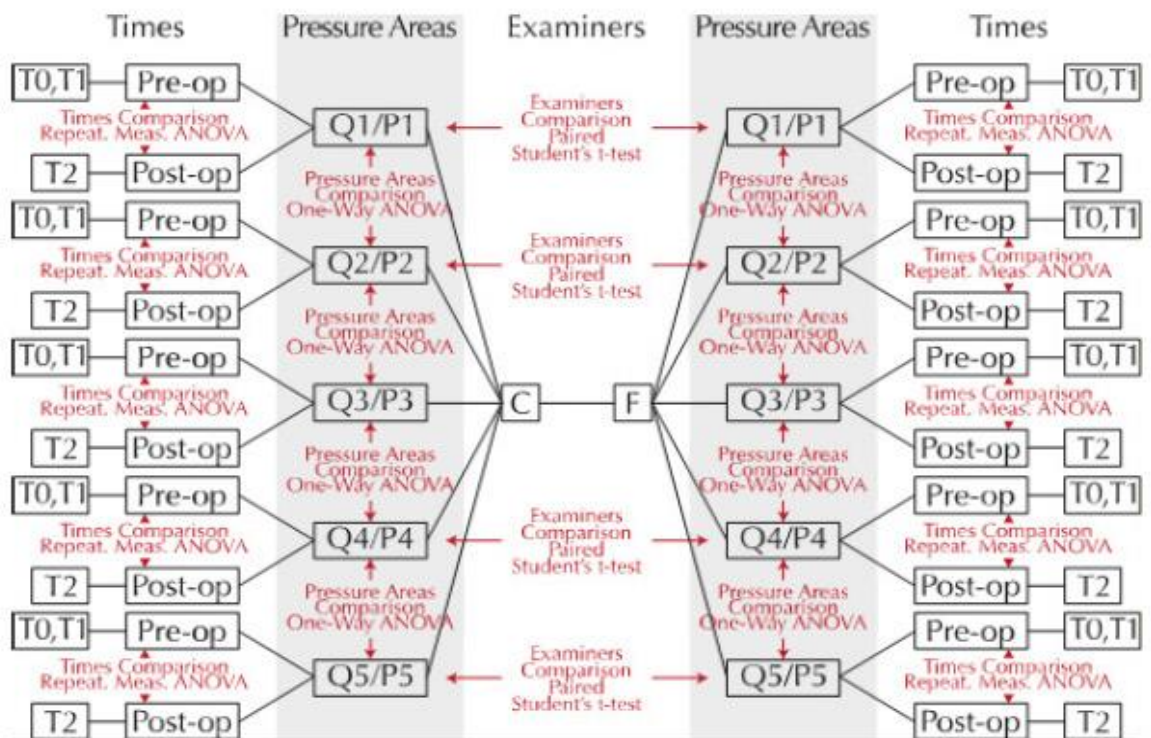 Times Pressure Areas Examiners Pressure Areas Times
T0,T1 Pre-op Pre-op T0,T1
Q1/P1 Q1/P1
Times Comparison
Repeat. Meas. ANOVA
Examiners
Comparison
Paired
Student's t-test
Times Comparison
Repeat. Meas. ANOVA
T2 Post-op Post-op T2
Pressure Areas
Comparison
One-Way ANOVA
Pressure Areas
Comparison
One-Way ANOVA
T0,T1 Pre-op Pre-op T0,T1
Q2/P2 Q2/P2
Times Comparison
Repeat. Meas. ANOVA
Examiners
Comparison
Paired
Student's t-test
Times Comparison
Repeat. Meas. ANOVA
T2 Post-op Post-op T2
Pressure Areas
Comparison
One-Way ANOVA
Pressure Areas
Comparison
One-Way ANOVA
T0,T1 Pre-op Pre-op T0,T1
Q3/P3 C F Q3/P3
Times Comparison
Repeat. Meas. ANOVA
Times Comparison
Repeat. Meas. ANOVA
T2 Post-op Post-op T2
Pressure Areas
Comparison
One-Way ANOVA
Pressure Areas
Comparison
One-Way ANOVA
T0,T1 Pre-op Pre-op T0,T1
Q4/P4 Q4/P4
Times Comparison
Repeat. Meas. ANOVA
Examiners
Comparison
Paired
Student's t-test
Times Comparison
Repeat. Meas. ANOVA
T2 Post-op Post-op T2
Pressure Areas
Comparison
One-Way ANOVA
Pressure Areas
Comparison
One-Way ANOVA
T0,T1 Pre-op Pre-op T0,T1
Q5/P5 Q5/P5
Times Comparison
Repeat. Meas. ANOVA
Examiners
Comparison
Paired
Student's t-test
Times Comparison
Repeat. Meas. ANOVA
T2 Post-op Post-op T2